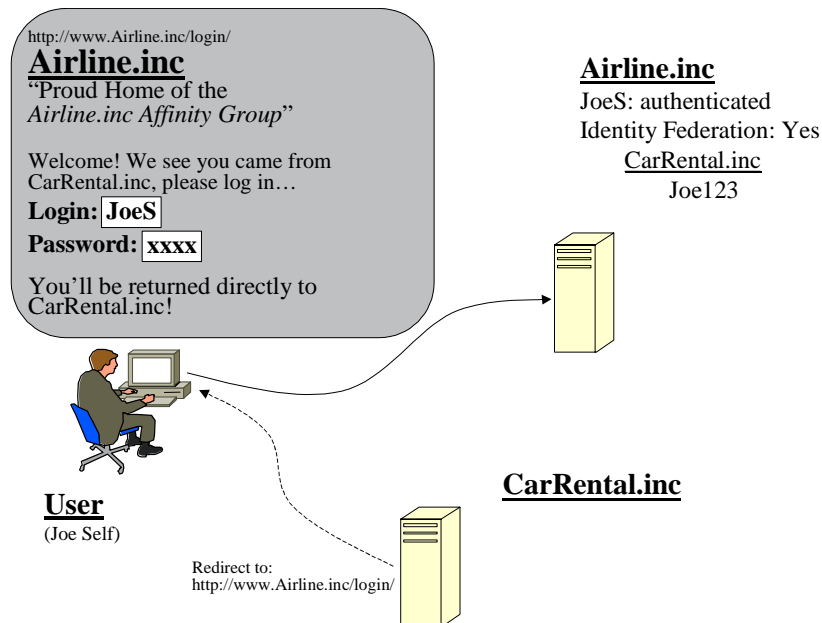 http://www.Airline.inc/login/
Airline.inc
“Proud Home of the
Airline.inc Affinity Group”
Welcome! We see you came from
CarRental.inc, please log in…
Login: JoeS
Password: xxxx
You’ll be returned directly to
CarRental.inc!
Airline.inc
JoeS: authenticated
Identity Federation: Yes
CarRental.inc
Joe123
User
(Joe Self)
CarRental.inc
Redirect to:
http://www.Airline.inc/login/